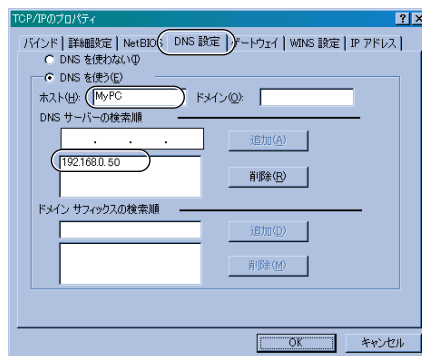 TCP/IPのプロパティ
バインド 詳細設定 NetBIOS DNS 設定 ゲートウェイ WINS 設定 IP アドレス
DNS を使わない(I)
DNS を使う(E)
ホスト(H): MyPC ドメイン(O):
DNS サーバーの検索順
. . . 追加(A)
192.168.0.50
削除(R)
ドメイン サフィックスの検索順
追加(D)
削除(M)
OK キャンセル